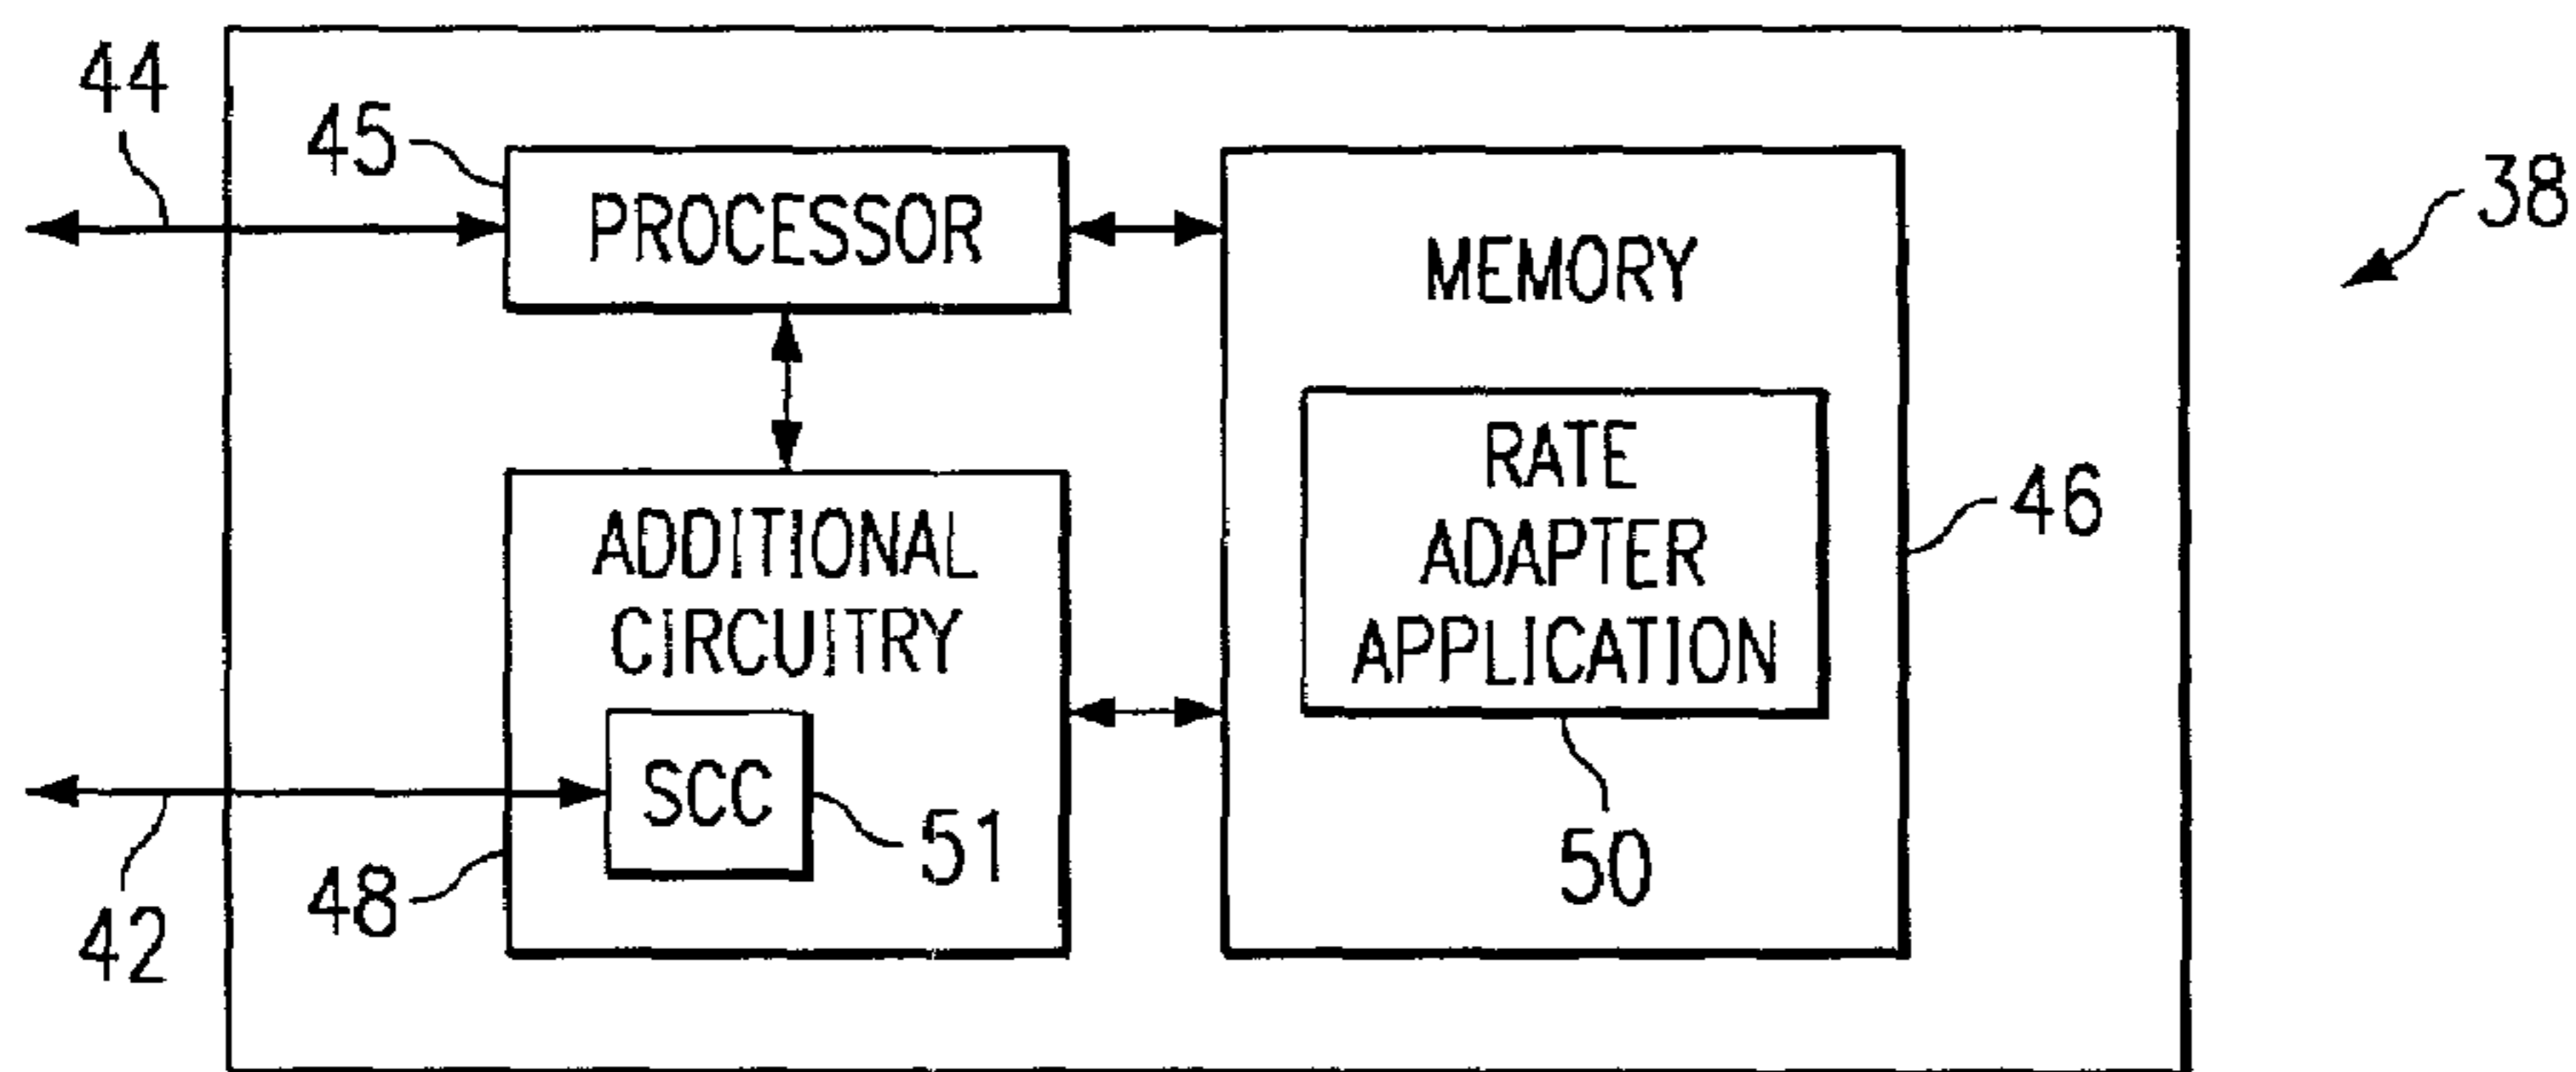 44
45
PROCESSOR
MEMORY
38
RATE
ADAPTER
APPLICATION
46
ADDITIONAL
CIRCUITRY
SCC
51
50
48
42